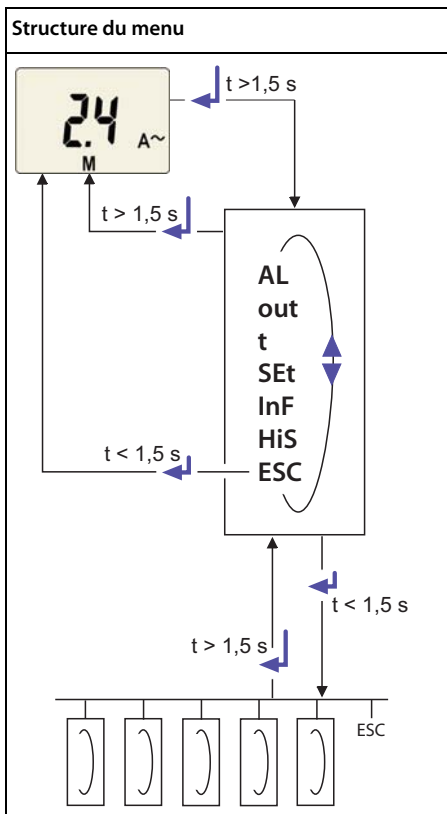 Structure du menu
t >1,5 s
2.4
A~
M
t > 1,5 s
AL
out
t
SEt
InF
HiS
ESC
t < 1,5 s
t < 1,5 s
t > 1,5 s
ESC